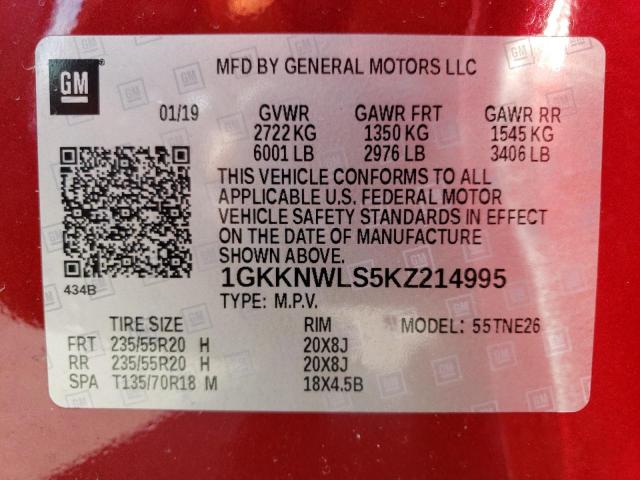 GM
MFD BY GENERAL MOTORS LLC
01/19 GVWR GAWR FRT GAWR RR
2722 KG 1350 KG 1545 KG
6001 LB 2976 LB 3406 LB
THIS VEHICLE CONFORMS TO ALL
APPLICABLE U.S. FEDERAL MOTOR
VEHICLE SAFETY STANDARDS IN EFFECT
ON THE DATE OF MANUFACTURE
SHOWN ABOVE.
434B
1GKKNWLS5KZ214995
TYPE: M.P.V.
TIRE SIZE RIM MODEL: 55TNE26
FRT 235/55R20 H 20X8J
RR 235/55R20 H 20X8J
SPA T135/70R18 M 18X4.5B